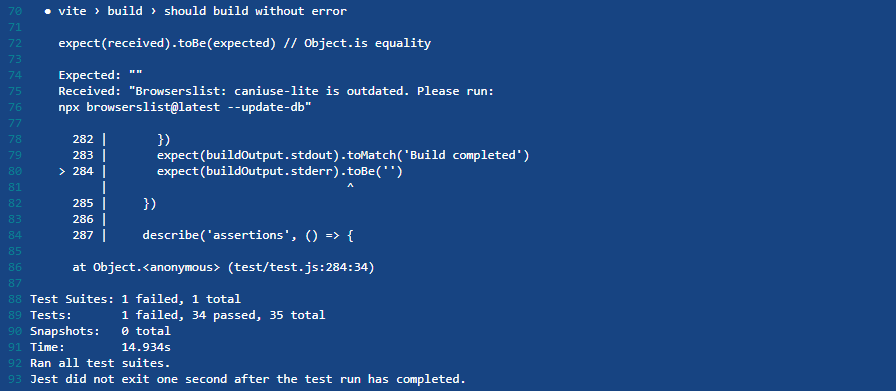 70 ● vite › build › should build without error
71
72 expect(received).toBe(expected) // Object.is equality
73
74 Expected: ""
75 Received: "Browserslist: caniuse-lite is outdated. Please run:
76 npx browserslist@latest --update-db"
77
78 282 | })
79 283 | expect(buildOutput.stdout).toMatch('Build completed')
80 > 284 | expect(buildOutput.stderr).toBe('')
81 | ^
82 285 | })
83 286 |
84 287 | describe('assertions', () => {
85
86 at Object.<anonymous> (test/test.js:284:34)
87
88 Test Suites: 1 failed, 1 total
89 Tests: 1 failed, 34 passed, 35 total
90 Snapshots: 0 total
91 Time: 14.934s
92 Ran all test suites.
93 Jest did not exit one second after the test run has completed.